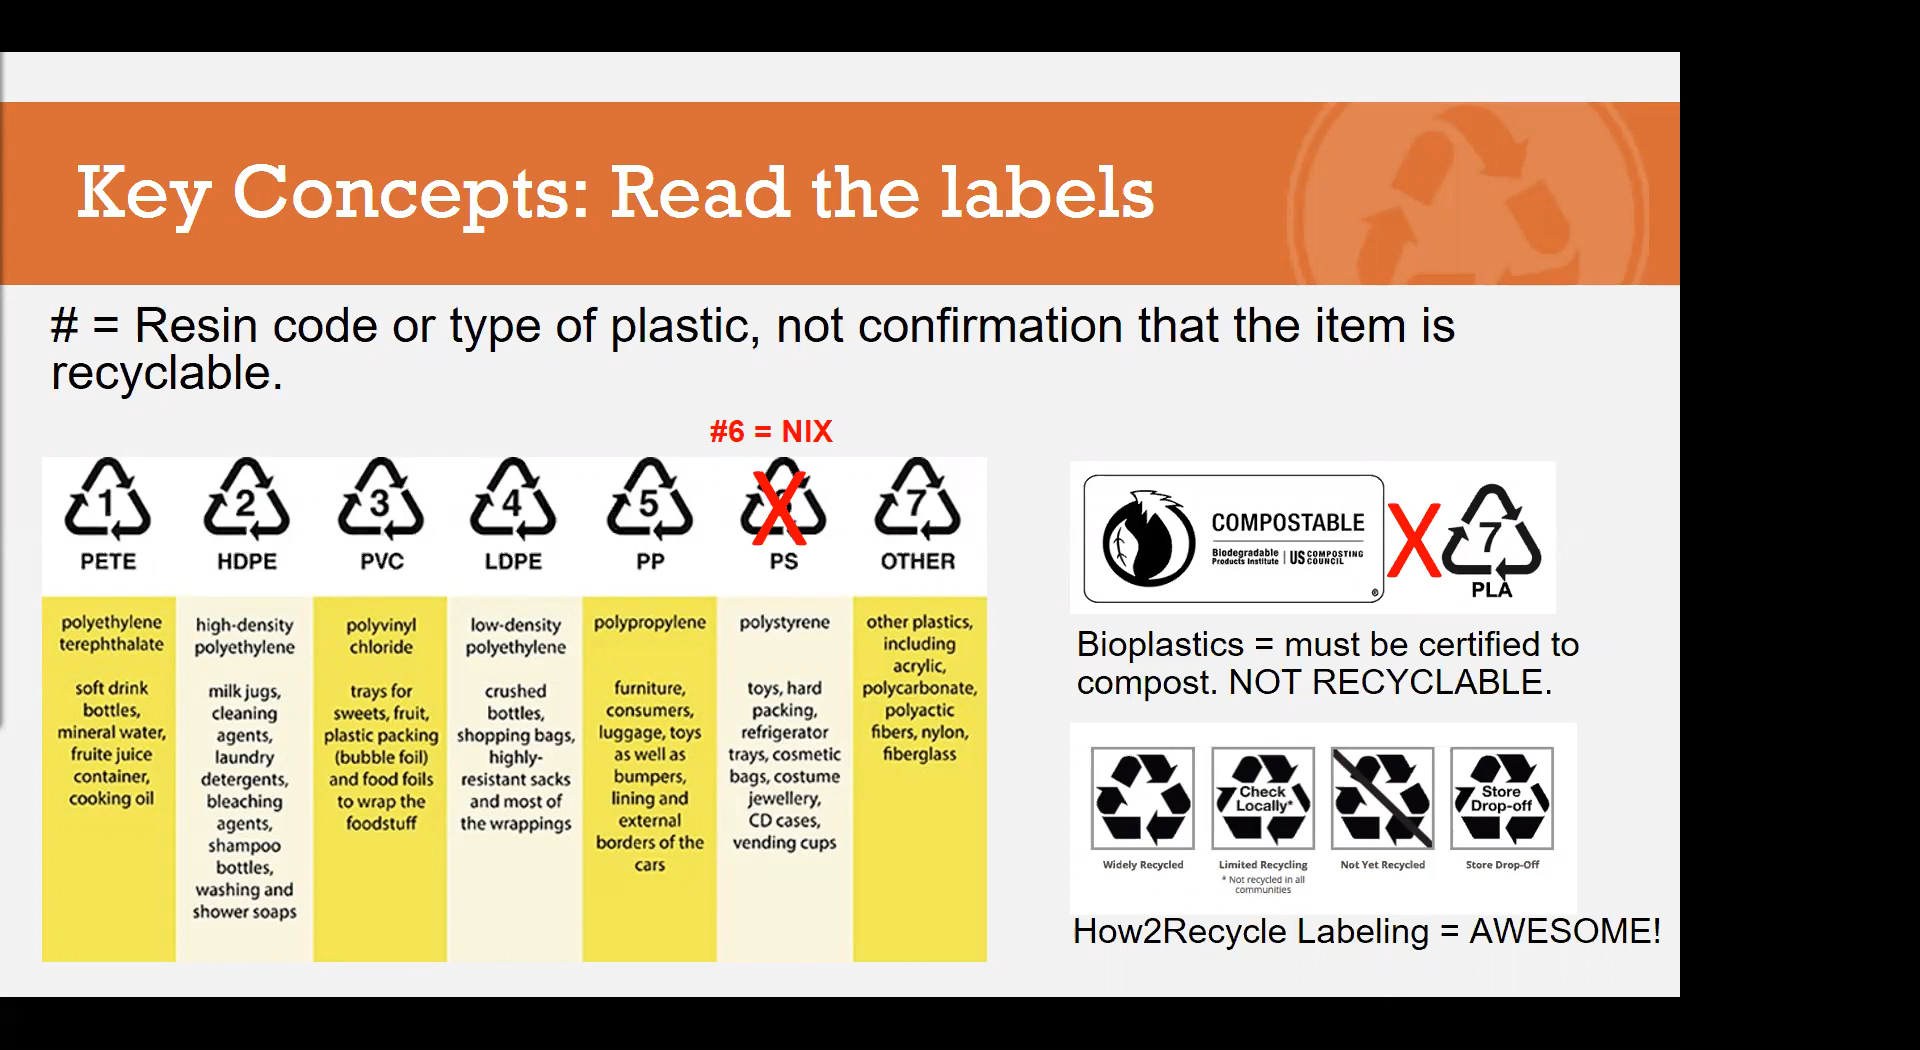 Key Concepts: Read the labels
# = Resin code or type of plastic, not confirmation that the item is
recyclable.
#6 = NIX
1
PETE
polyethylene
terephthalate
soft drink
bottles,
mineral water,
fruite juice
container,
cooking oil
2
HDPE
high-density
polyethylene
milk jugs,
cleaning
agents,
laundry
detergents,
bleaching
agents,
shampoo
bottles,
washing and
shower soaps
3
PVC
polyvinyl
chloride
trays for
sweets, fruit,
plastic packing
(bubble foil)
and food foils
to wrap the
foodstuff
4
LDPE
low-density
polyethylene
crushed
bottles,
shopping bags,
highly-
resistant sacks
and most of
the wrappings
5
PP
polypropylene
furniture,
consumers,
luggage, toys
as well as
bumpers,
lining and
external
borders of the
cars
X
PS
polystyrene
toys, hard
packing,
refrigerator
trays, cosmetic
bags, costume
jewellery,
CD cases,
vending cups
7
OTHER
other plastics,
including
acrylic,
polycarbonate,
polyactic
fibers, nylon,
fiberglass
COMPOSTABLE
Biodegradable
Products Institute
US COMPOSTING
COUNCIL
®
X
7
PLA
Bioplastics = must be certified to
compost. NOT RECYCLABLE.
Widely Recycled
Check
Locally*
Limited Recycling
* Not recycled in all
communities
Not Yet Recycled
Store
Drop-off
Store Drop-Off
How2Recycle Labeling = AWESOME!